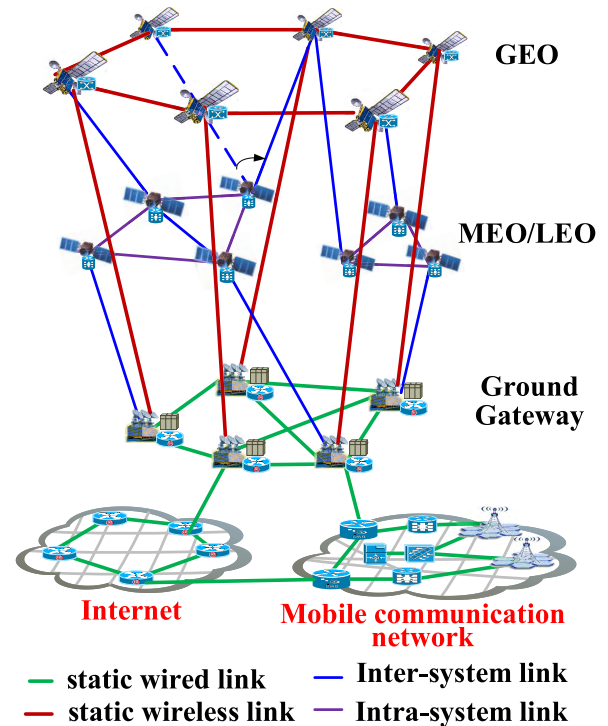 GEO
MEO/LEO
Ground
Gateway
Internet
Mobile communication
network
static wired link
Inter-system link
static wireless link
Intra-system link